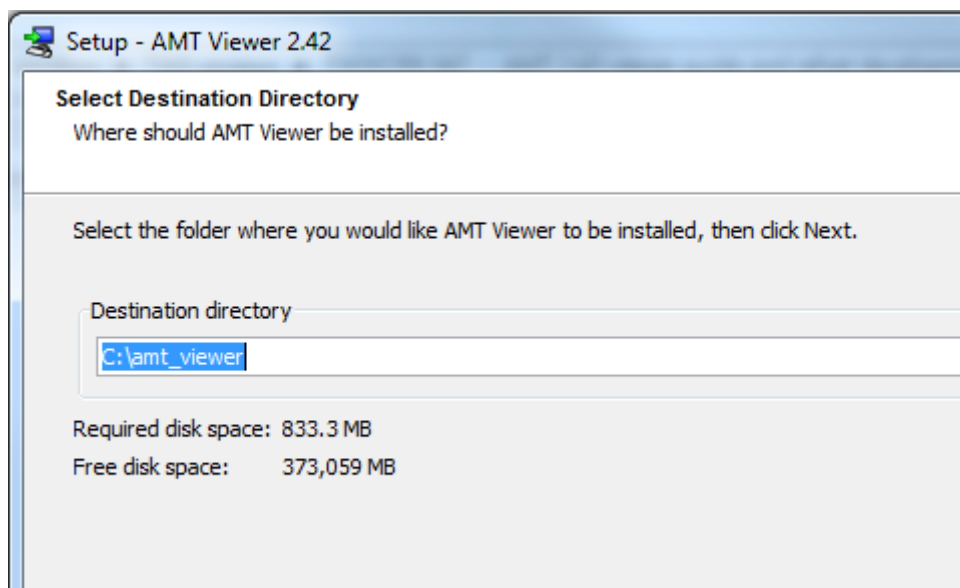 Setup - AMT Viewer 2.42
Select Destination Directory
Where should AMT Viewer be installed?
Select the folder where you would like AMT Viewer to be installed, then click Next.
Destination directory
C:\amt_viewer
Required disk space: 833.3 MB
Free disk space: 373,059 MB